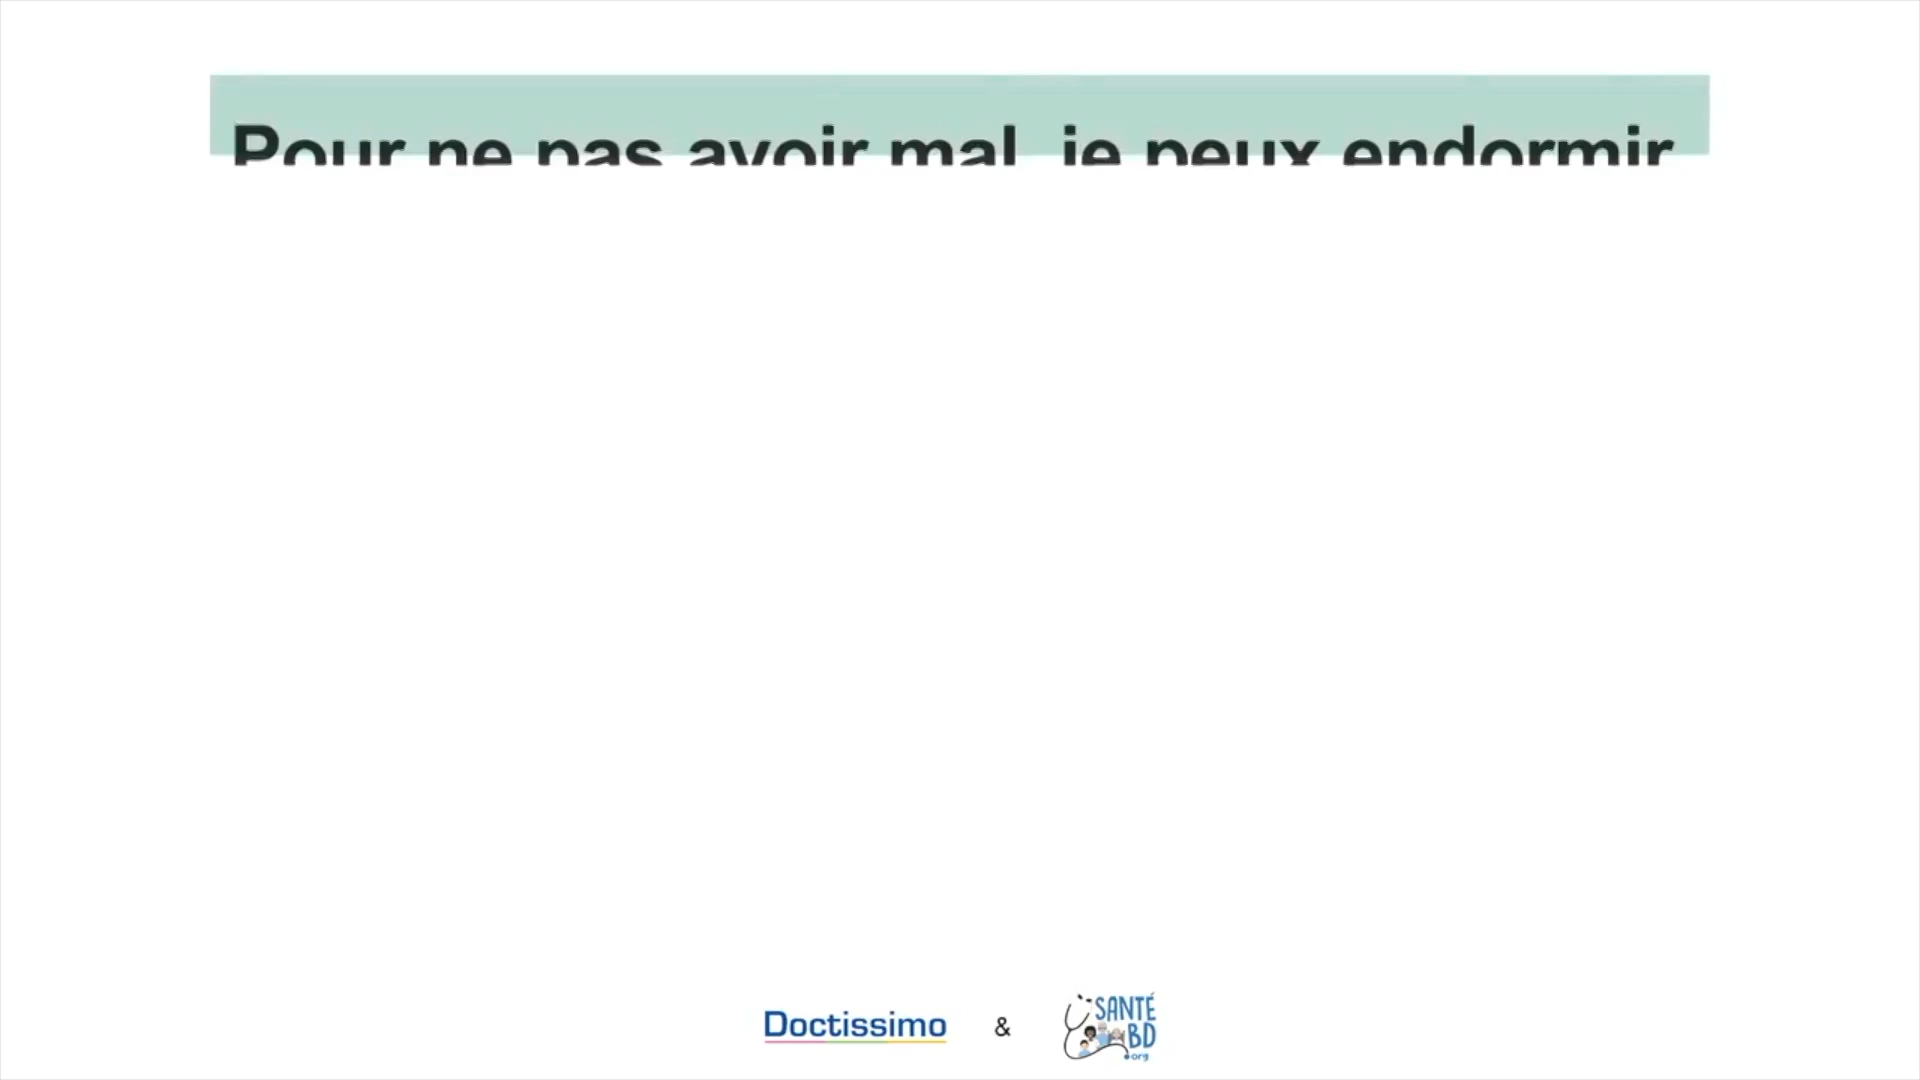 Pour ne pas avoir mal, je peux endormir
Doctissimo & SANTÉ
BD
.org